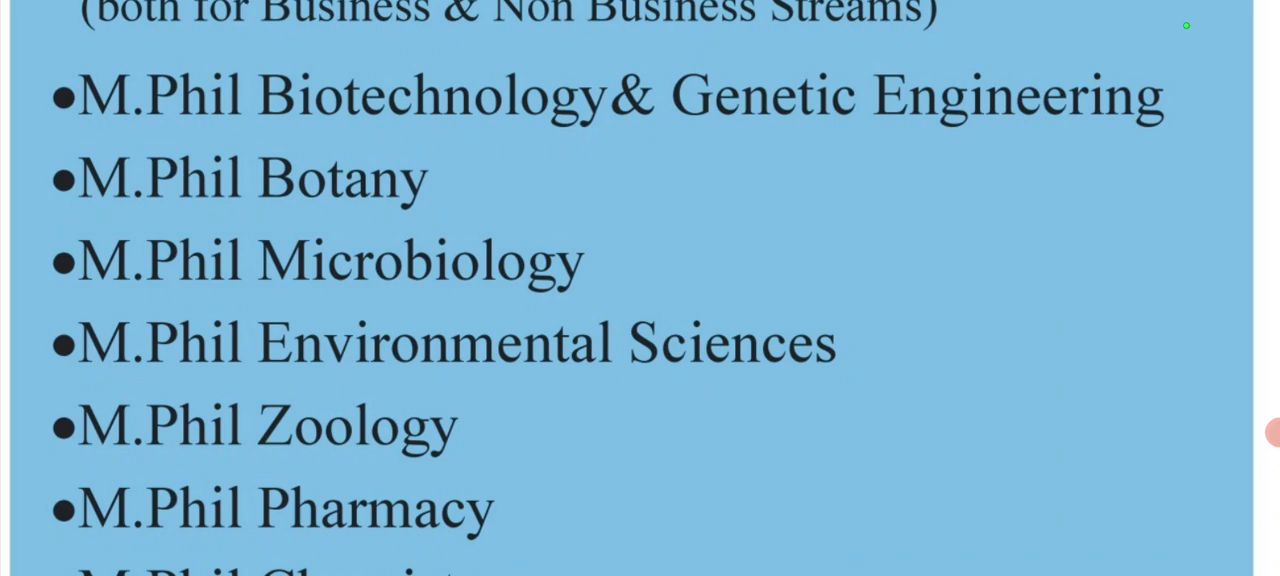 (both for Business & Non Business Streams)
•M.Phil Biotechnology& Genetic Engineering
•M.Phil Botany
•M.Phil Microbiology
•M.Phil Environmental Sciences
•M.Phil Zoology
•M.Phil Pharmacy
•M.Phil